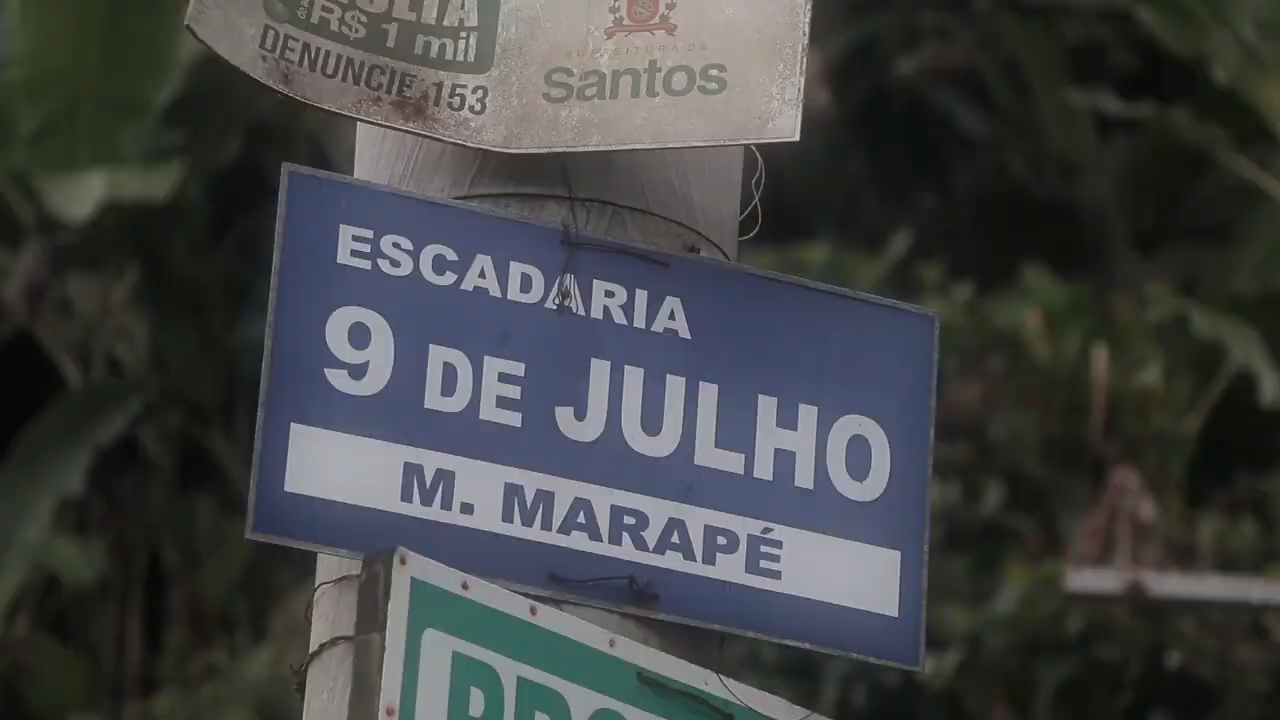 R$ 1 mil
DENUNCIE 153
PREFEITURA DE
Santos
ESCADARIA
9 DE JULHO
M. MARAPÉ